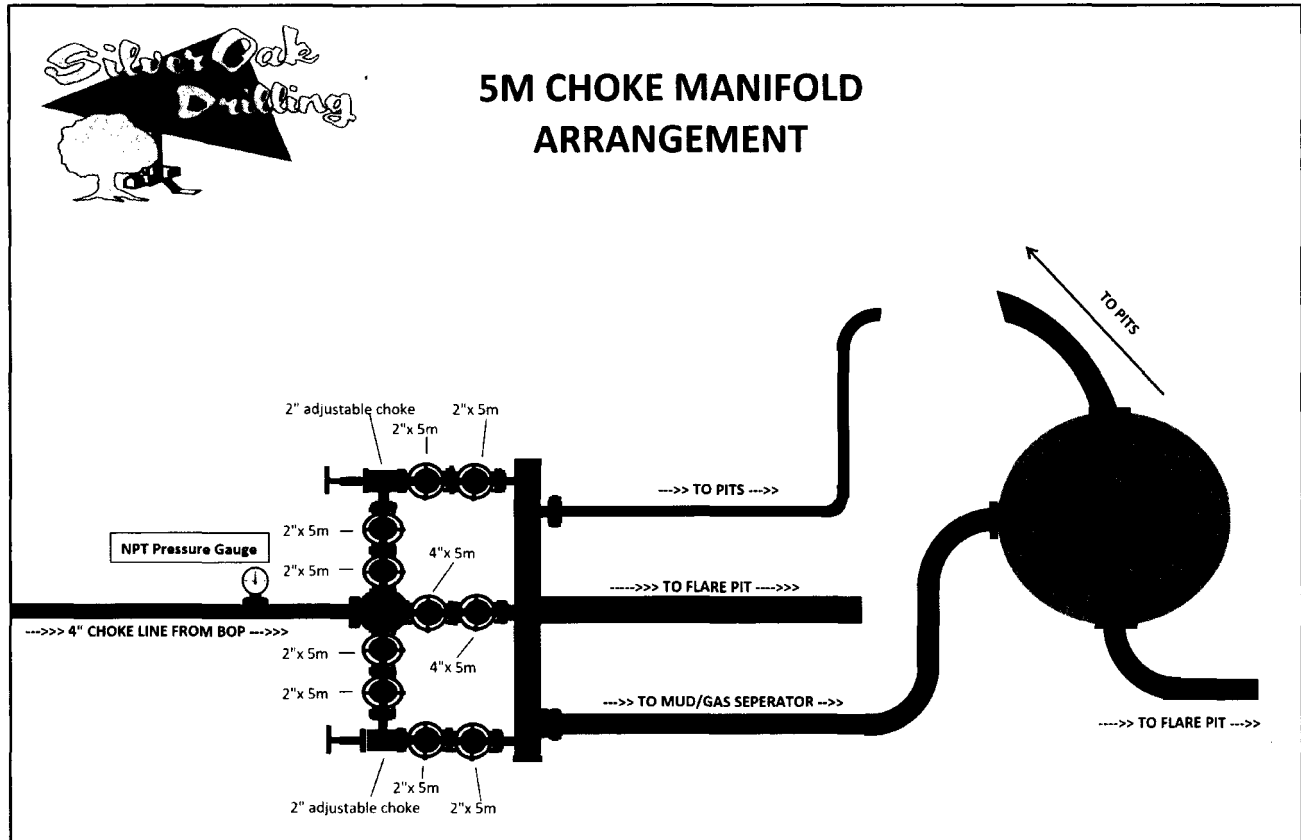 Silver Oak
Drilling
5M CHOKE MANIFOLD
ARRANGEMENT
TO PITS
2" adjustable choke
2"x 5m
2"x 5m
--->> TO PITS --->>
2"x 5m
NPT Pressure Gauge
4"x 5m
2"x 5m
----->>> TO FLARE PIT ---->>>
--->>> 4" CHOKE LINE FROM BOP --->>>
2"x 5m
4"x 5m
2"x 5m
--->> TO MUD/GAS SEPERATOR -->>
---->> TO FLARE PIT --->>
2"x 5m
2" adjustable choke
2"x 5m